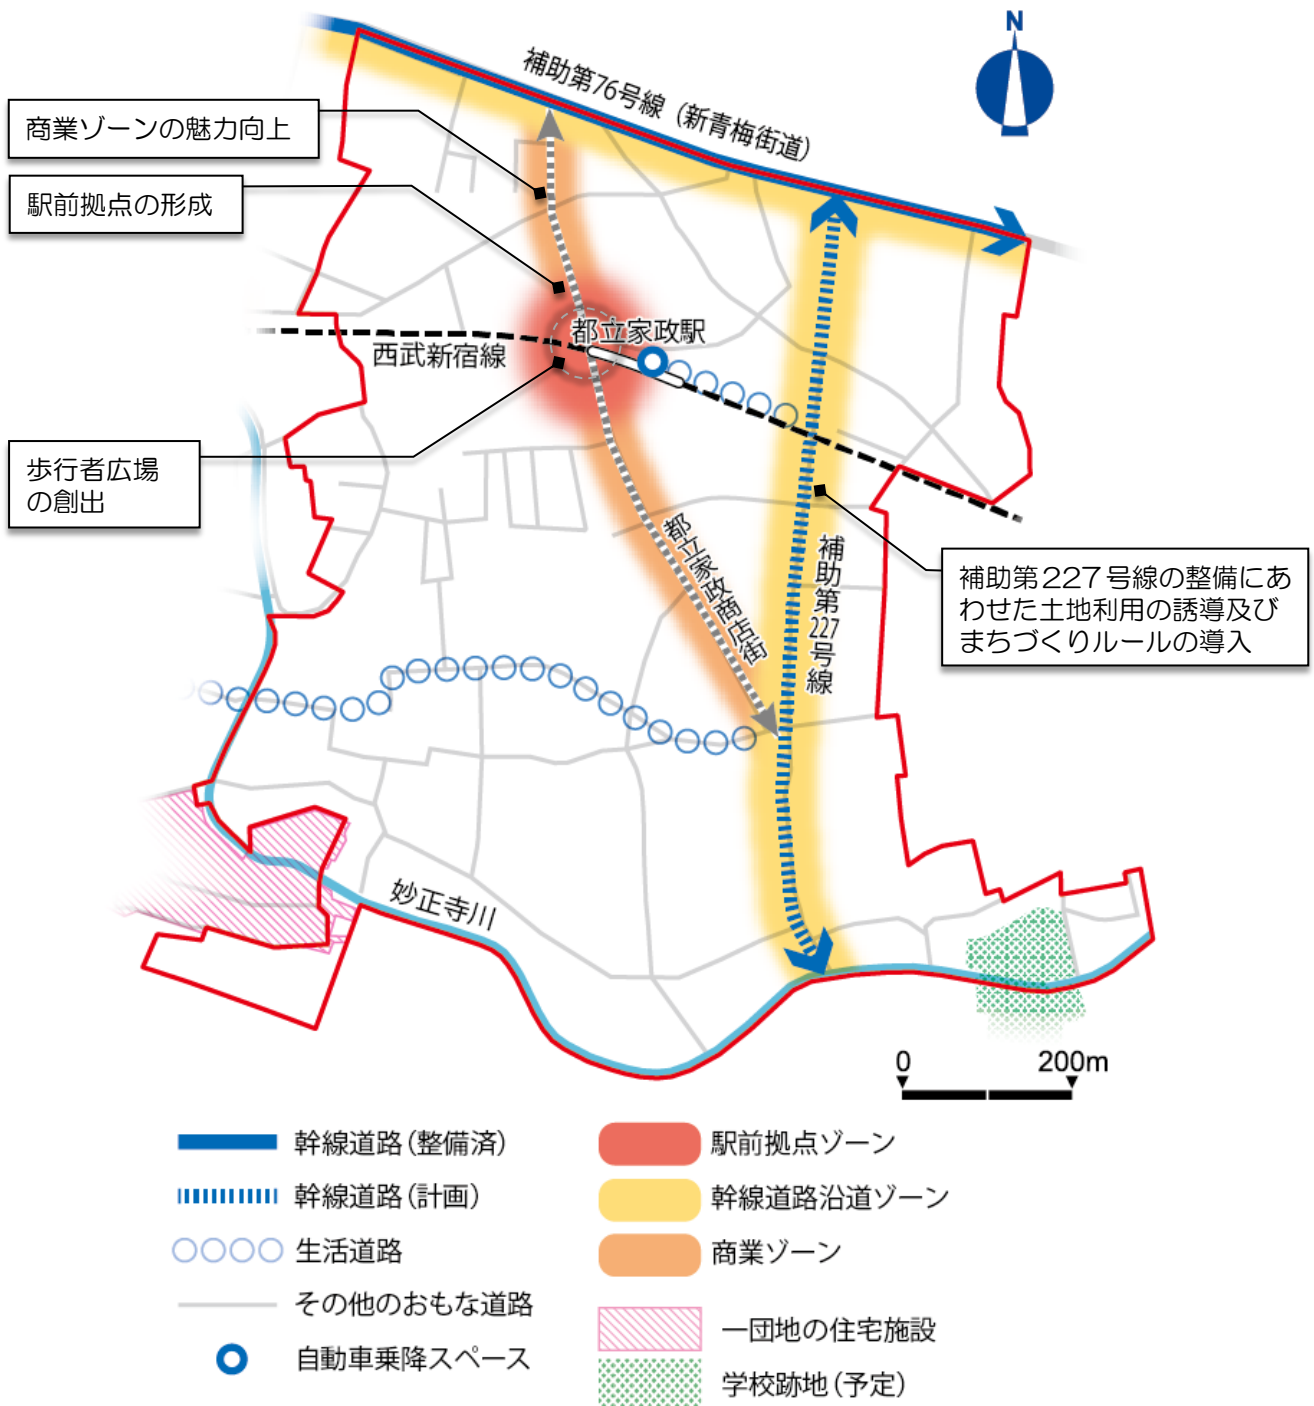 N
補助第76号線（新青梅街道）
商業ゾーンの魅力向上
駅前拠点の形成
都立家政駅
西武新宿線
歩行者広場
の創出
都立家政商店街
補助第227号線
補助第227号線の整備にあ
わせた土地利用の誘導及び
まちづくりルールの導入
妙正寺川
0 200m
幹線道路（整備済）
幹線道路（計画）
生活道路
その他のおもな道路
自動車乗降スペース
駅前拠点ゾーン
幹線道路沿道ゾーン
商業ゾーン
一団地の住宅施設
学校跡地（予定）